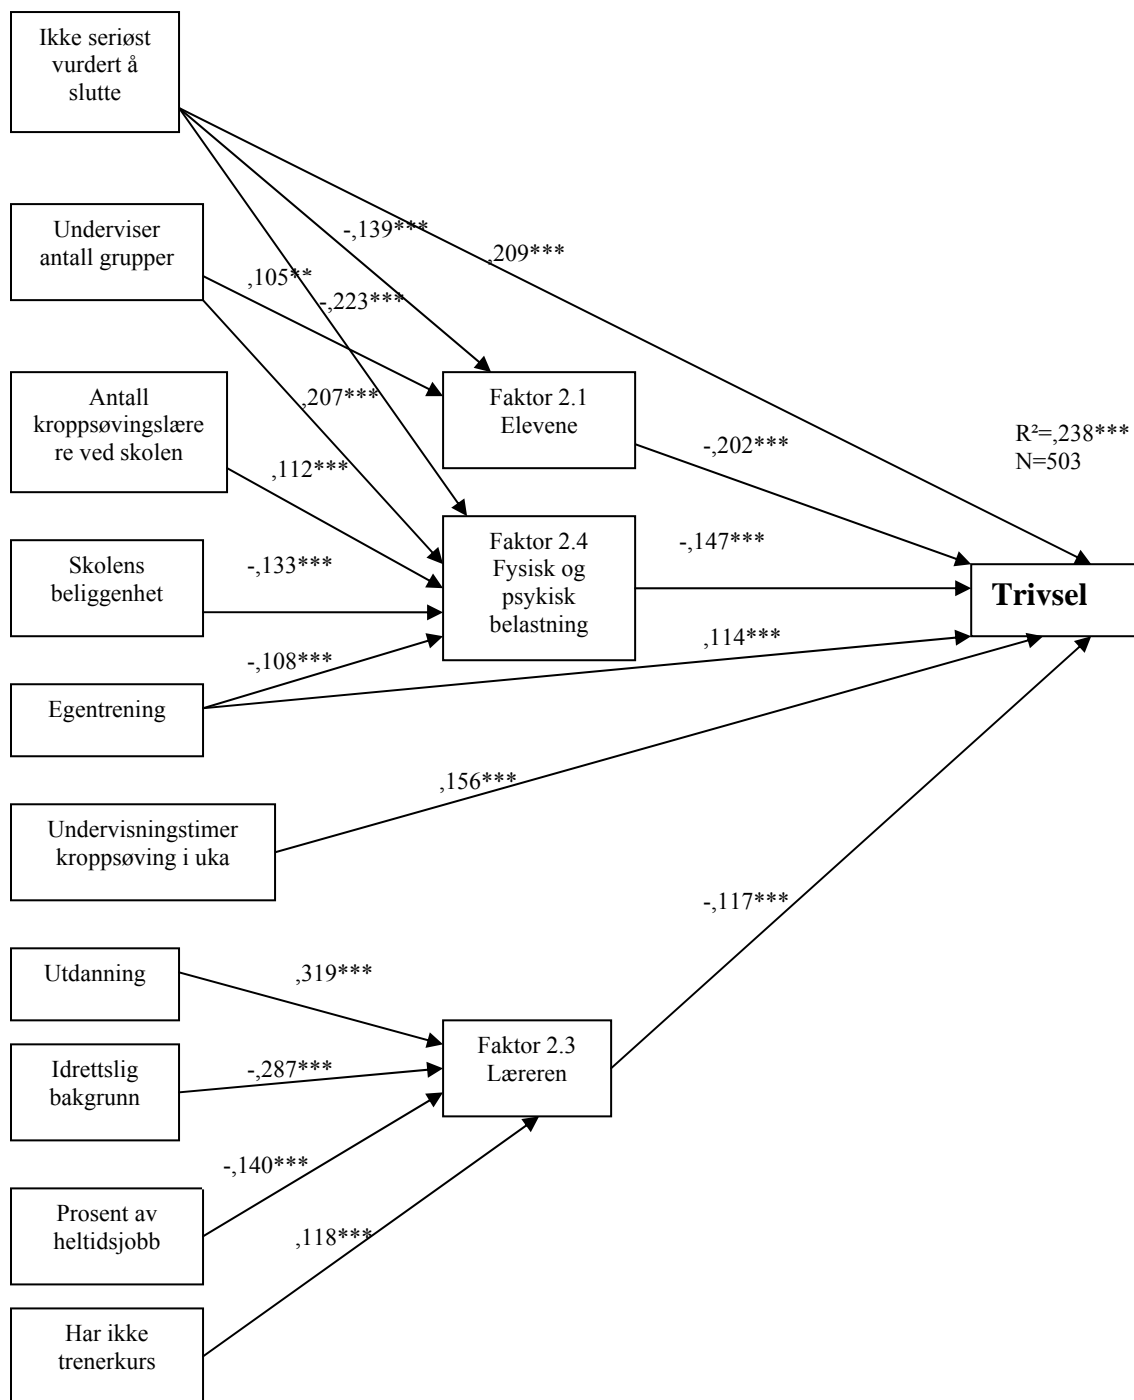 Ikke seriøst
vurdert å
slutte
Underviser
antall grupper
-,139***
,209***
,105**
-,223***
Antall
kroppsøvingslære
re ved skolen
,207***
Faktor 2.1
Elevene
,112***
-,202***
R²=,238***
N=503
Skolens
beliggenhet
-,133***
Faktor 2.4
Fysisk og
psykisk
belastning
-,147***
Trivsel
-,108***
,114***
Egentrening
,156***
Undervisningstimer
kroppsøving i uka
-,117***
Utdanning
,319***
Idrettslig
bakgrunn
-,287***
Faktor 2.3
Læreren
-,140***
Prosent av
heltidsjobb
,118***
Har ikke
trenerkurs